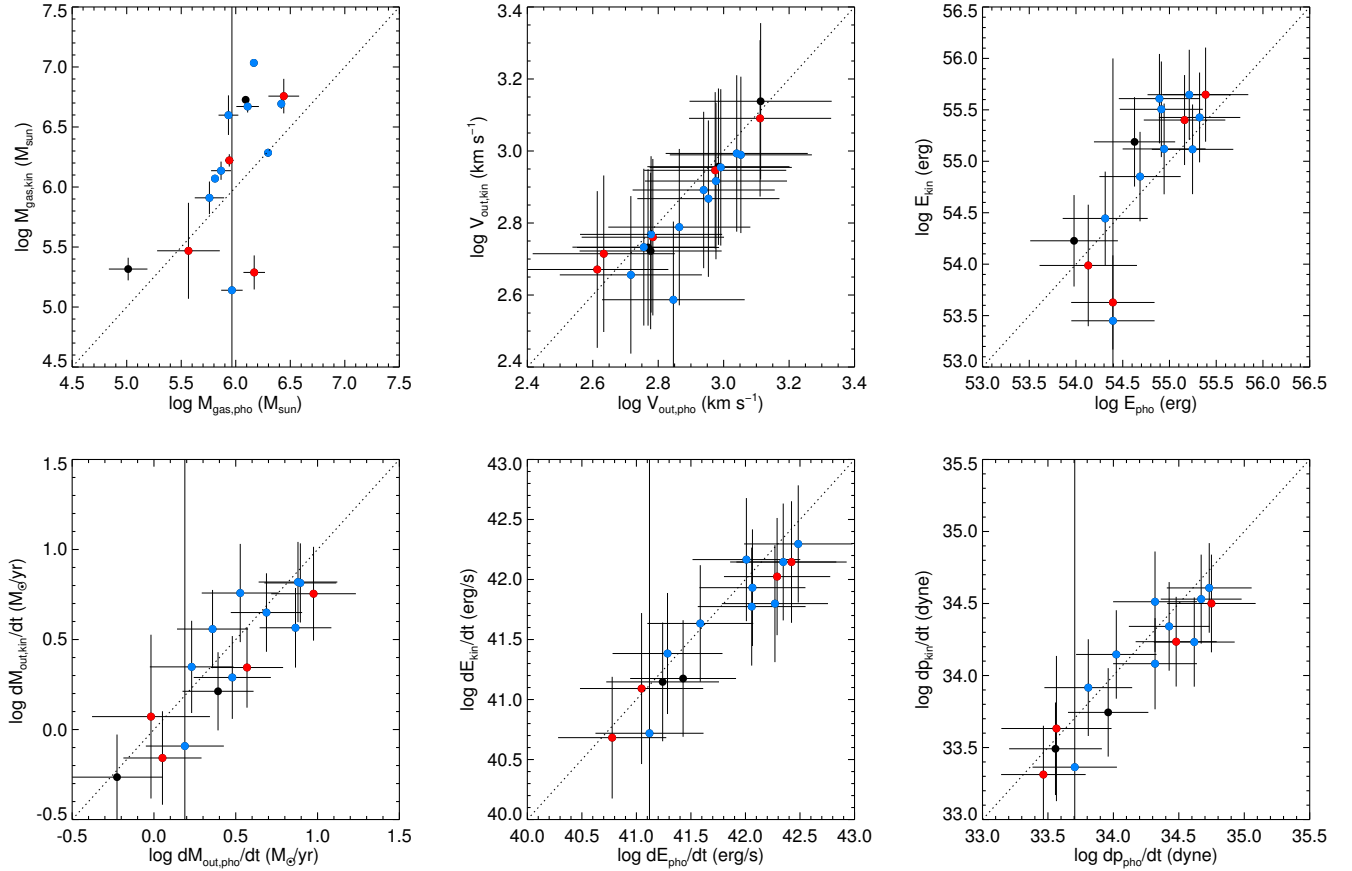 7.5
7.0
6.5
6.0
5.5
5.0
4.5
log M_gas,kin (M_sun)
4.5 5.0 5.5 6.0 6.5 7.0 7.5
log M_gas,pho (M_sun)
3.4
3.2
3.0
2.8
2.6
2.4
log V_out,kin (km s⁻¹)
2.4 2.6 2.8 3.0 3.2 3.4
log V_out,pho (km s⁻¹)
56.5
56.0
55.5
55.0
54.5
54.0
53.5
53.0
log E_kin (erg)
53.0 53.5 54.0 54.5 55.0 55.5 56.0 56.5
log E_pho (erg)
1.5
1.0
0.5
0.0
-0.5
log dM_out,kin/dt (M_☉/yr)
-0.5 0.0 0.5 1.0 1.5
log dM_out,pho/dt (M_☉/yr)
43.0
42.5
42.0
41.5
41.0
40.5
40.0
log dE_kin/dt (erg/s)
40.0 40.5 41.0 41.5 42.0 42.5 43.0
log dE_pho/dt (erg/s)
35.5
35.0
34.5
34.0
33.5
33.0
log dp_kin/dt (dyne)
33.0 33.5 34.0 34.5 35.0 35.5
log dp_pho/dt (dyne)